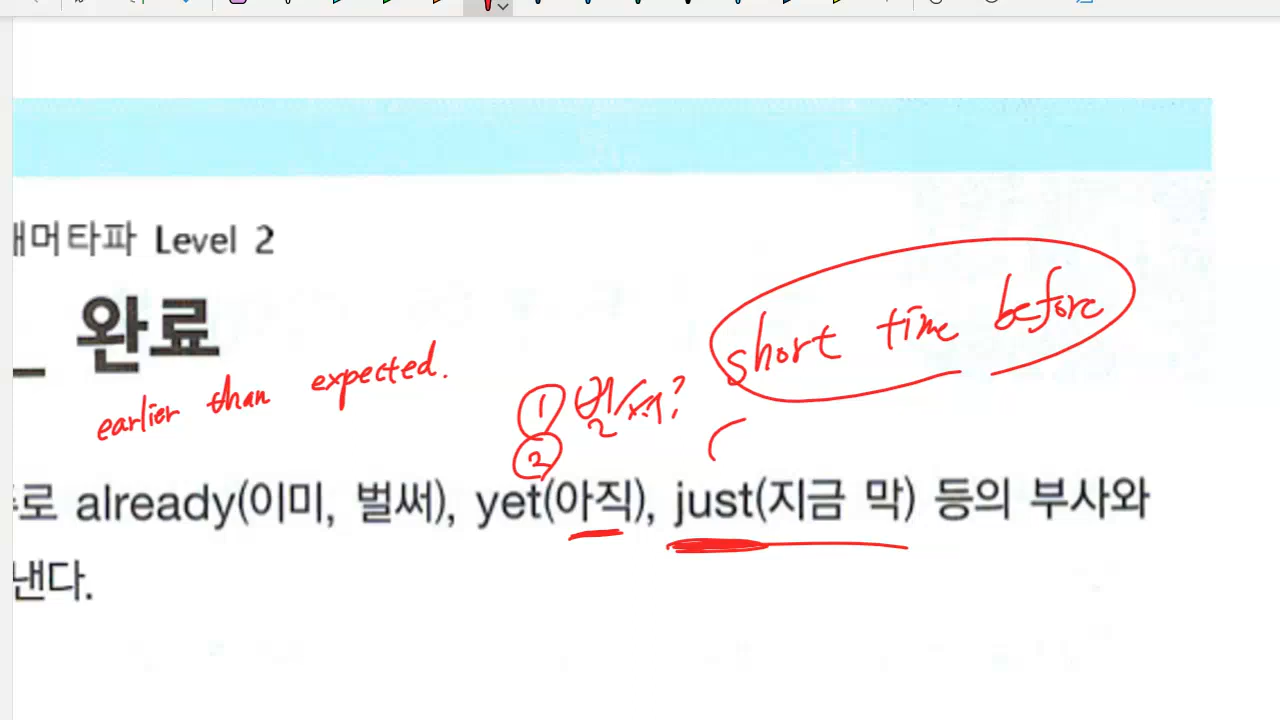 머타파 Level 2
완료
short time before
earlier than expected.
① 벌써?
②
로 already(이미, 벌써), yet(아직), just(지금 막) 등의 부사와
낸다.